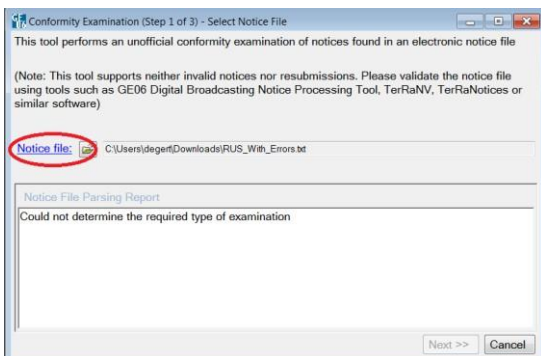 Conformity Examination (Step 1 of 3) - Select Notice File
This tool performs an unofficial conformity examination of notices found in an electronic notice file
(Note: This tool supports neither invalid notices nor resubmissions. Please validate the notice file
using tools such as GE06 Digital Broadcasting Notice Processing Tool, TerRaNV, TerRaNotices or
similar software)
Notice file: C:\Users\degerf\Downloads\RUS_With_Errors.txt
Notice File Parsing Report
Could not determine the required type of examination
Next >> Cancel